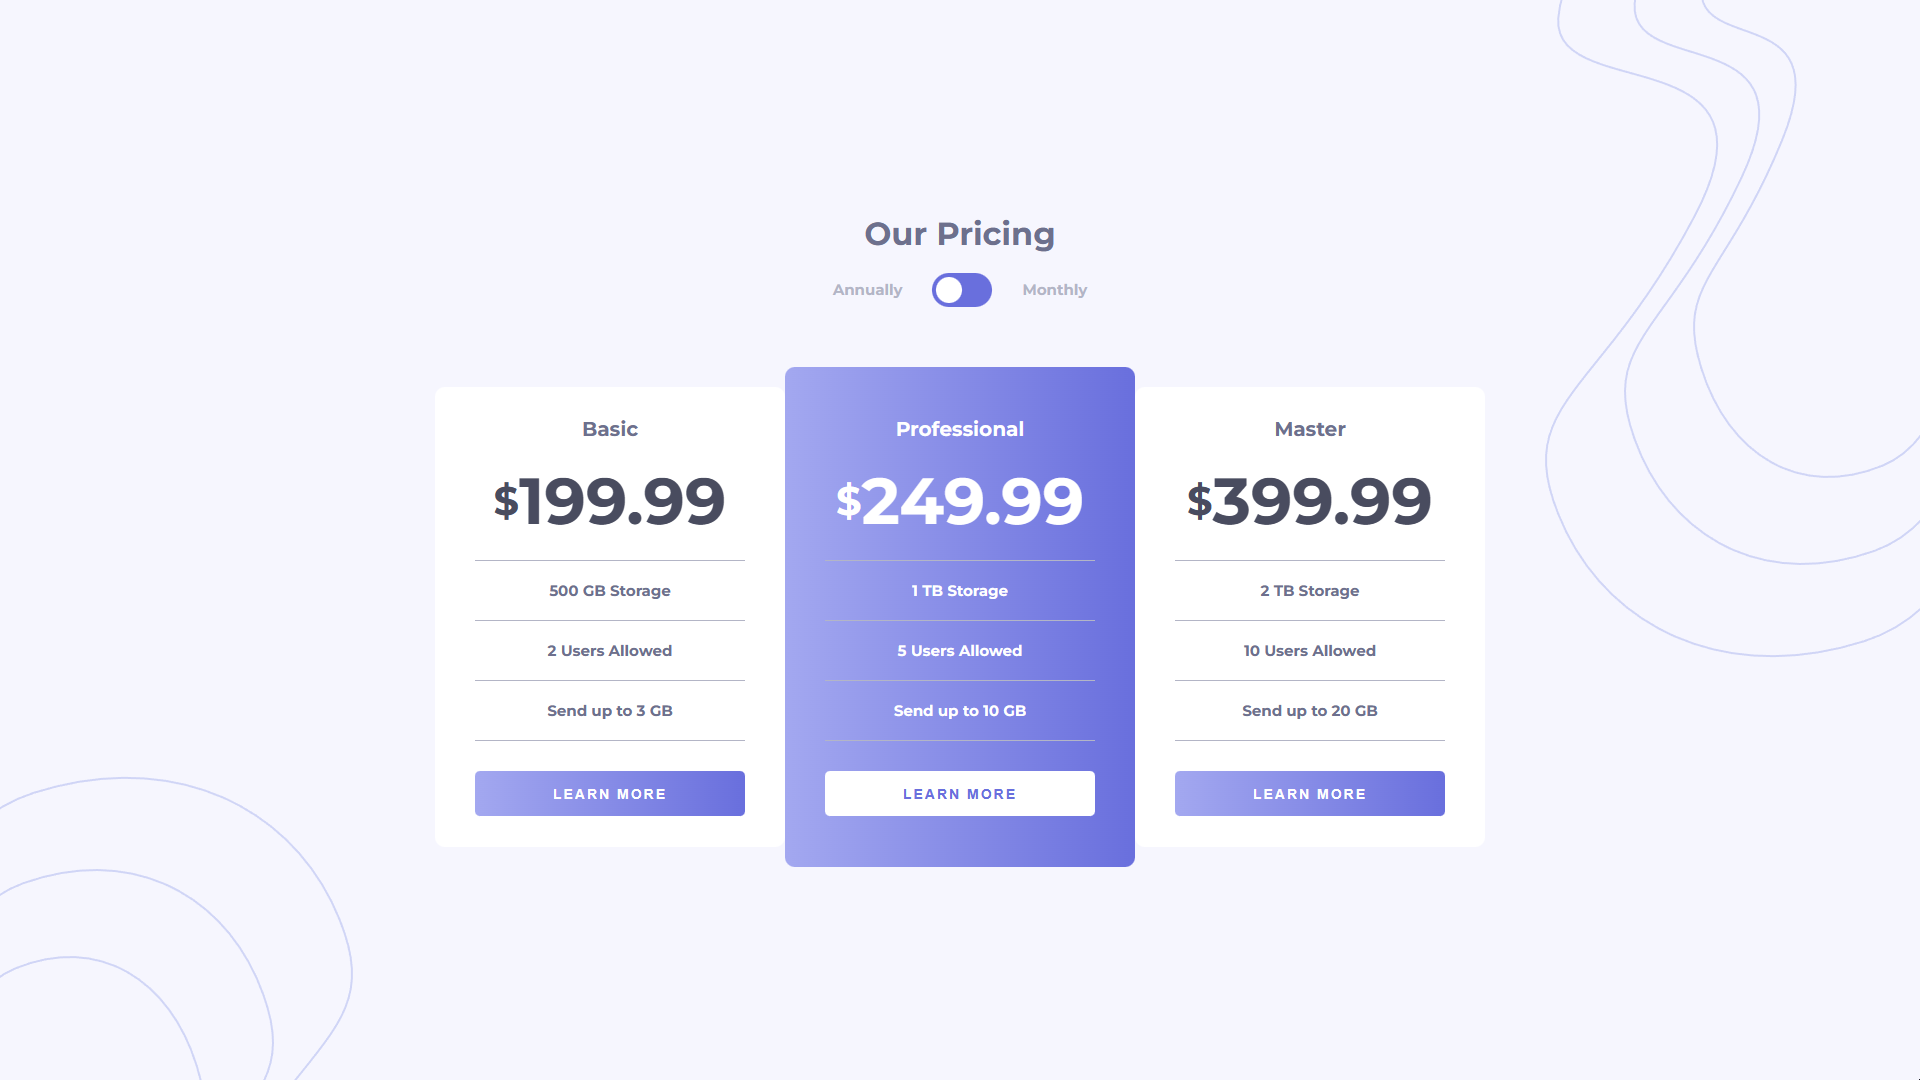 Our Pricing
Annually Monthly
Basic
$199.99
500 GB Storage
2 Users Allowed
Send up to 3 GB
LEARN MORE
Professional
$249.99
1 TB Storage
5 Users Allowed
Send up to 10 GB
LEARN MORE
Master
$399.99
2 TB Storage
10 Users Allowed
Send up to 20 GB
LEARN MORE